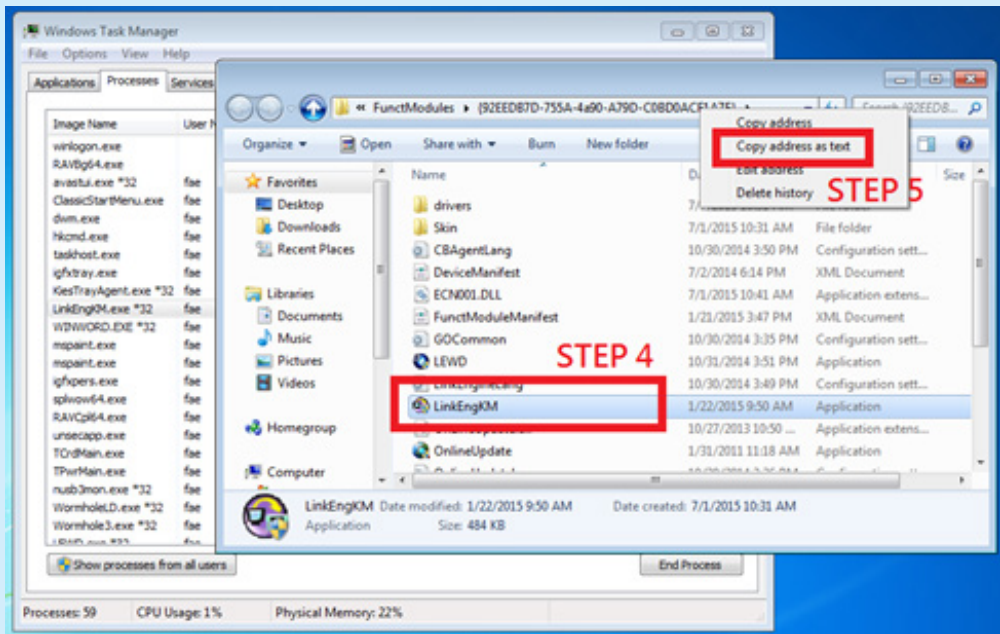 Windows Task Manager
File Options View Help
Applications Processes Services
Image Name User N
winlogon.exe
RAVBg64.exe
avastui.exe *32 fae
ClassicStartMenu.exe fae
dwm.exe fae
hkcmd.exe fae
taskhost.exe fae
igfxtray.exe fae
KiesTrayAgent.exe *32 fae
LinkEngKM.exe *32 fae
WINWORD.EXE *32 fae
mspaint.exe fae
mspaint.exe fae
igfxpers.exe fae
splwow64.exe fae
RAVCpl64.exe fae
unsecapp.exe fae
TCrdMain.exe fae
TPwrMain.exe fae
nusb3mon.exe *32 fae
WormholeLD.exe *32 fae
Wormhole3.exe *32 fae
LEWD.exe *32 fae
Show processes from all users
End Process
Processes: 59 CPU Usage: 1% Physical Memory: 22%
« FunctModules ▸ {92EEDB7D-755A-4a90-A79D-C0BD0ACF1A7E} ▸
Search {92EEDB...
Organize Open Share with Burn New folder
Copy address
Copy address as text
Edit address
Delete history
STEP 5
Favorites
Desktop
Downloads
Recent Places
Libraries
Documents
Music
Pictures
Videos
Homegroup
Computer
Name Size
drivers
Skin 7/1/2015 10:31 AM File folder
CBAgentLang 10/30/2014 3:50 PM Configuration sett...
DeviceManifest 7/2/2014 6:14 PM XML Document
ECN001.DLL 7/1/2015 10:41 AM Application extens...
FunctModuleManifest 1/21/2015 3:47 PM XML Document
GOCommon 10/30/2014 3:35 PM Configuration sett...
LEWD 10/31/2014 3:51 PM Application
STEP 4
LinkEngineLang 10/30/2014 3:49 PM Configuration sett...
LinkEngKM 1/22/2015 9:50 AM Application
10/27/2013 10:50 ... Application extens...
OnlineUpdate 1/31/2011 11:18 AM Application
LinkEngKM Date modified: 1/22/2015 9:50 AM Date created: 7/1/2015 10:31 AM
Application Size: 484 KB